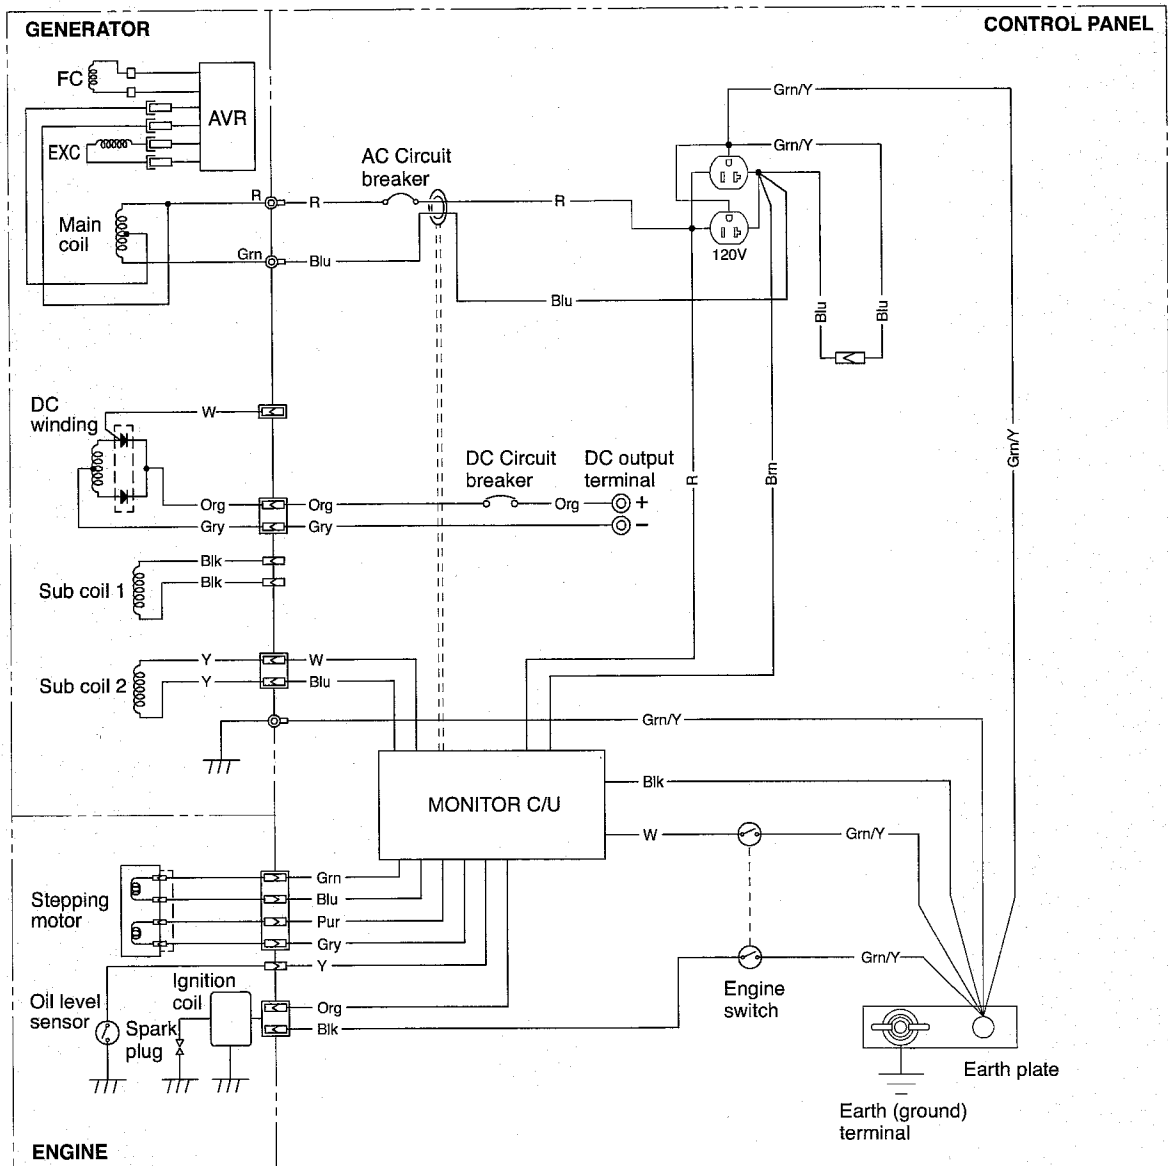 GENERATOR
CONTROL PANEL
FC
AVR
EXC
Grn/Y
Grn/Y
AC Circuit
breaker
R
R
R
Main
coil
120V
Grn
Blu
Blu
Blu
Blu
DC
winding
W
Grn/Y
DC Circuit
breaker
DC output
terminal
R
Brn
Org
Org
Org
+
Gry
Gry
−
Blk
Sub coil 1
Blk
Y
W
Sub coil 2
Y
Blu
Grn/Y
MONITOR C/U
Blk
W
Grn/Y
Stepping
motor
Grn
Blu
Pur
Gry
Y
Grn/Y
Ignition
coil
Engine
switch
Oil level
sensor
Org
Spark
plug
Blk
Earth plate
Earth (ground)
terminal
ENGINE